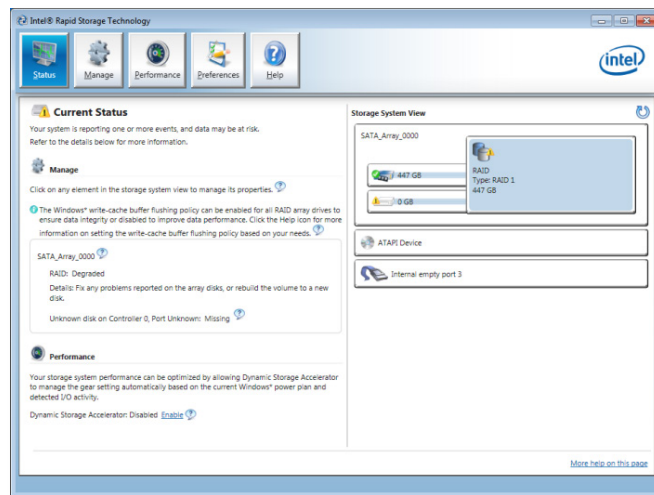 Intel® Rapid Storage Technology
Status
Manage
Performance
Preferences
Help
intel
Current Status
Your system is reporting one or more events, and data may be at risk.
Refer to the details below for more information.
Manage
Click on any element in the storage system view to manage its properties.
The Windows* write-cache buffer flushing policy can be enabled for all RAID array drives to
ensure data integrity or disabled to improve data performance. Click the Help icon for more
information on setting the write-cache buffer flushing policy based on your needs.
SATA_Array_0000
RAID: Degraded
Details: Fix any problems reported on the array disks, or rebuild the volume to a new
disk.
Unknown disk on Controller 0, Port Unknown: Missing
Performance
Your storage system performance can be optimized by allowing Dynamic Storage Accelerator
to manage the gear setting automatically based on the current Windows* power plan and
detected I/O activity.
Dynamic Storage Accelerator: Disabled Enable
Storage System View
SATA_Array_0000
447 GB
0 GB
RAID
Type: RAID 1
447 GB
ATAPI Device
Internal empty port 3
More help on this page